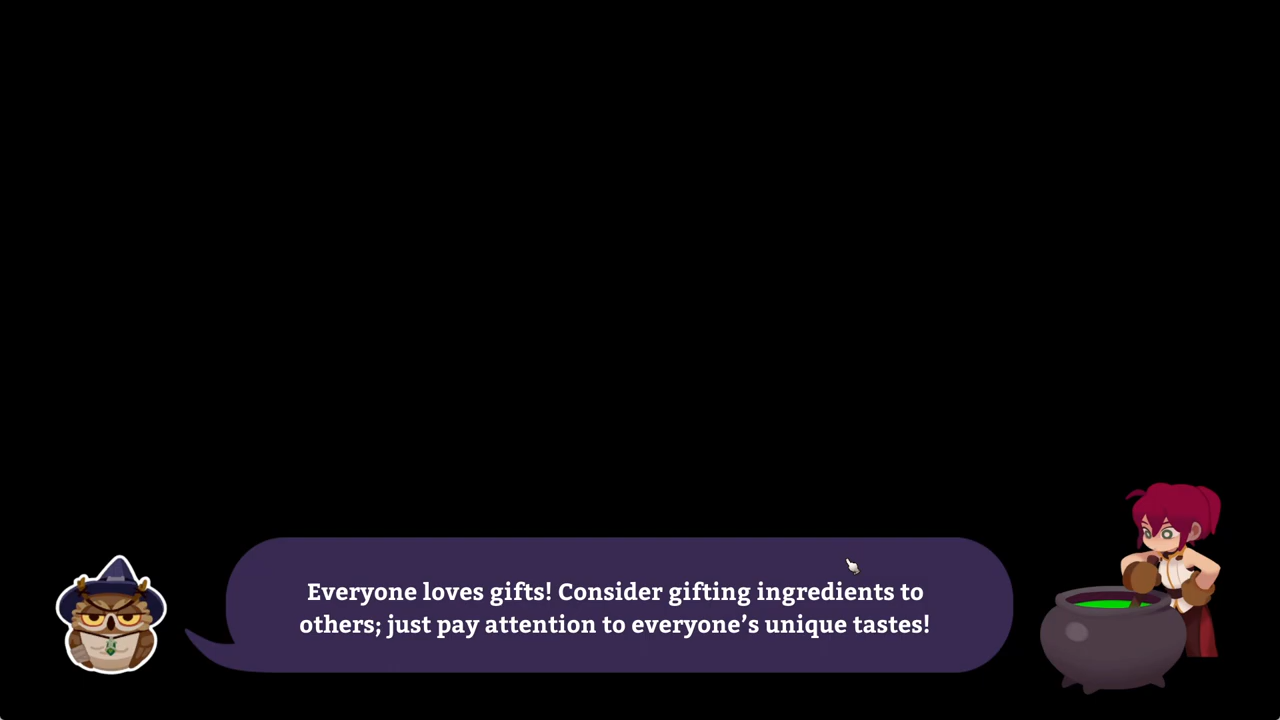 Everyone loves gifts! Consider gifting ingredients to
others; just pay attention to everyone’s unique tastes!